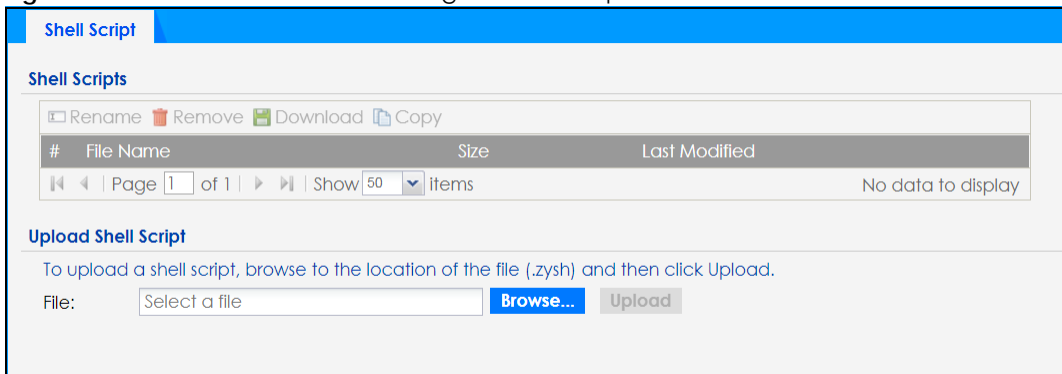 Shell Script
Shell Scripts
Rename Remove Download Copy
# File Name Size Last Modified
Page 1 of 1 Show 50 items No data to display
Upload Shell Script
To upload a shell script, browse to the location of the file (.zysh) and then click Upload.
File: Select a file Browse... Upload